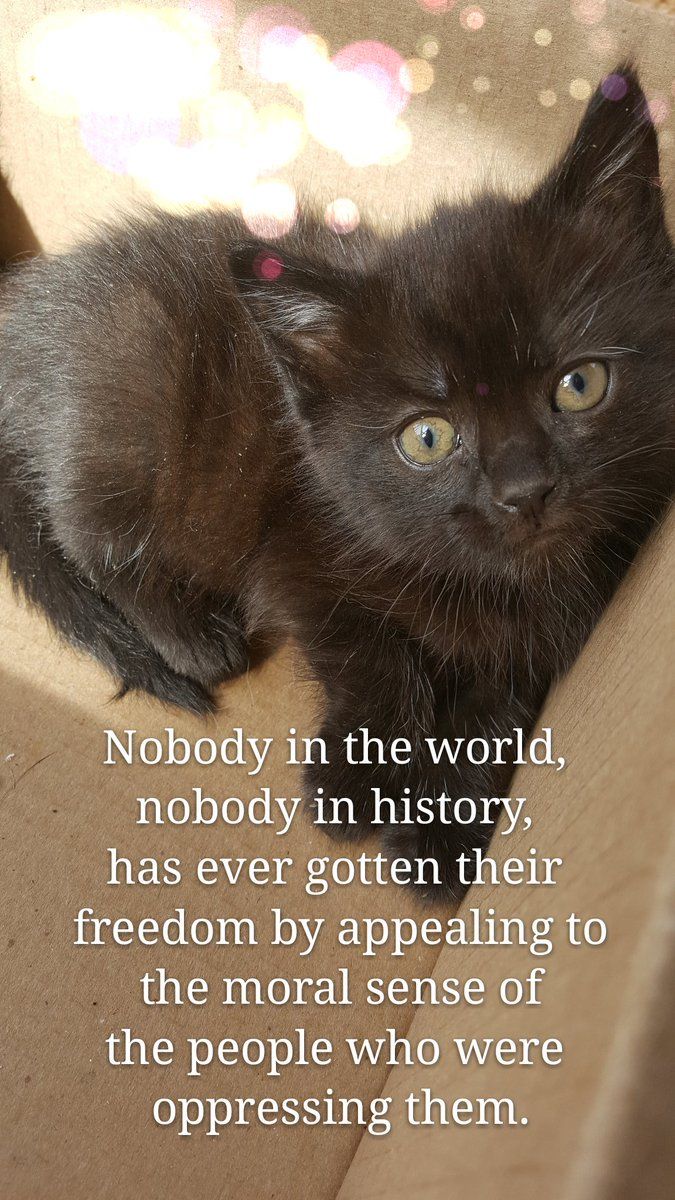 Nobody in the world,
nobody in history,
has ever gotten their
freedom by appealing to
the moral sense of
the people who were
oppressing them.